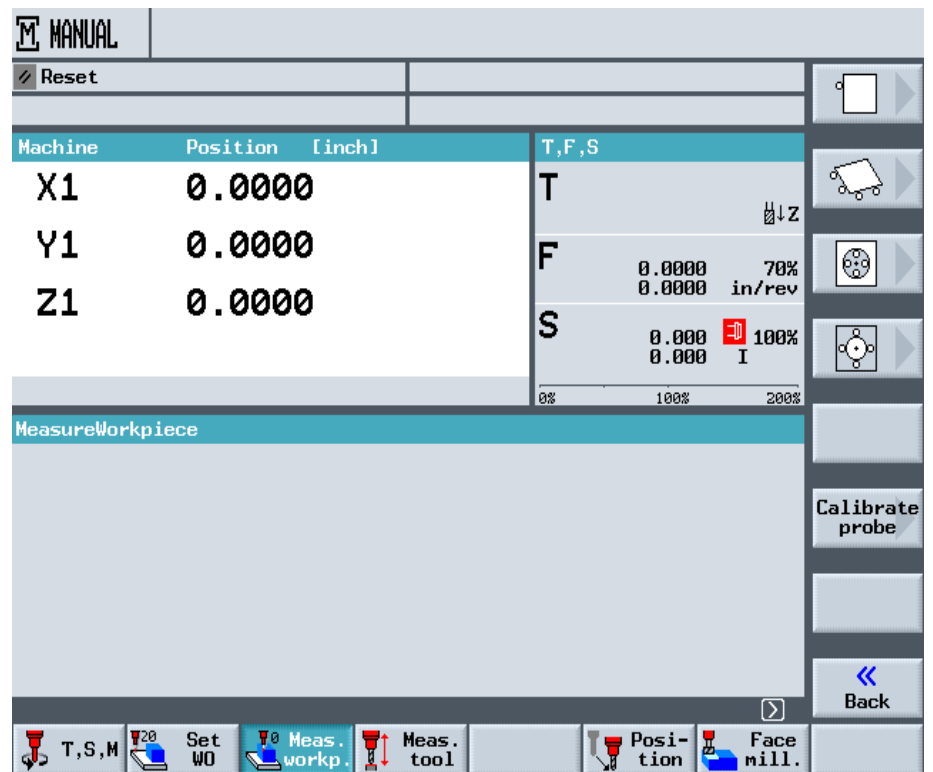 M MANUAL
// Reset
Machine Position [inch] T,F,S
X1 0.0000 T
↓Z
Y1 0.0000 F
0.0000 70%
0.0000 in/rev
Z1 0.0000 S
0.000 100%
0.000 I
0% 100% 200%
MeasureWorkpiece
Calibrate
probe
«
Back
T,S,M
T20 Set
WO
T0 Meas.
workp.
Meas.
tool
Posi-
tion
Face
mill.